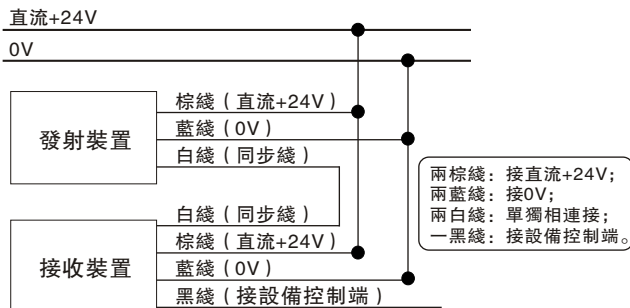 直流+24V
0V
發射裝置
棕綫（直流+24V）
藍綫（0V）
白綫（同步綫）
接收裝置
白綫（同步綫）
棕綫（直流+24V）
藍綫（0V）
黑綫（接設備控制端）
兩棕綫：接直流+24V；
兩藍綫：接0V；
兩白綫：單獨相連接；
一黑綫：接設備控制端。